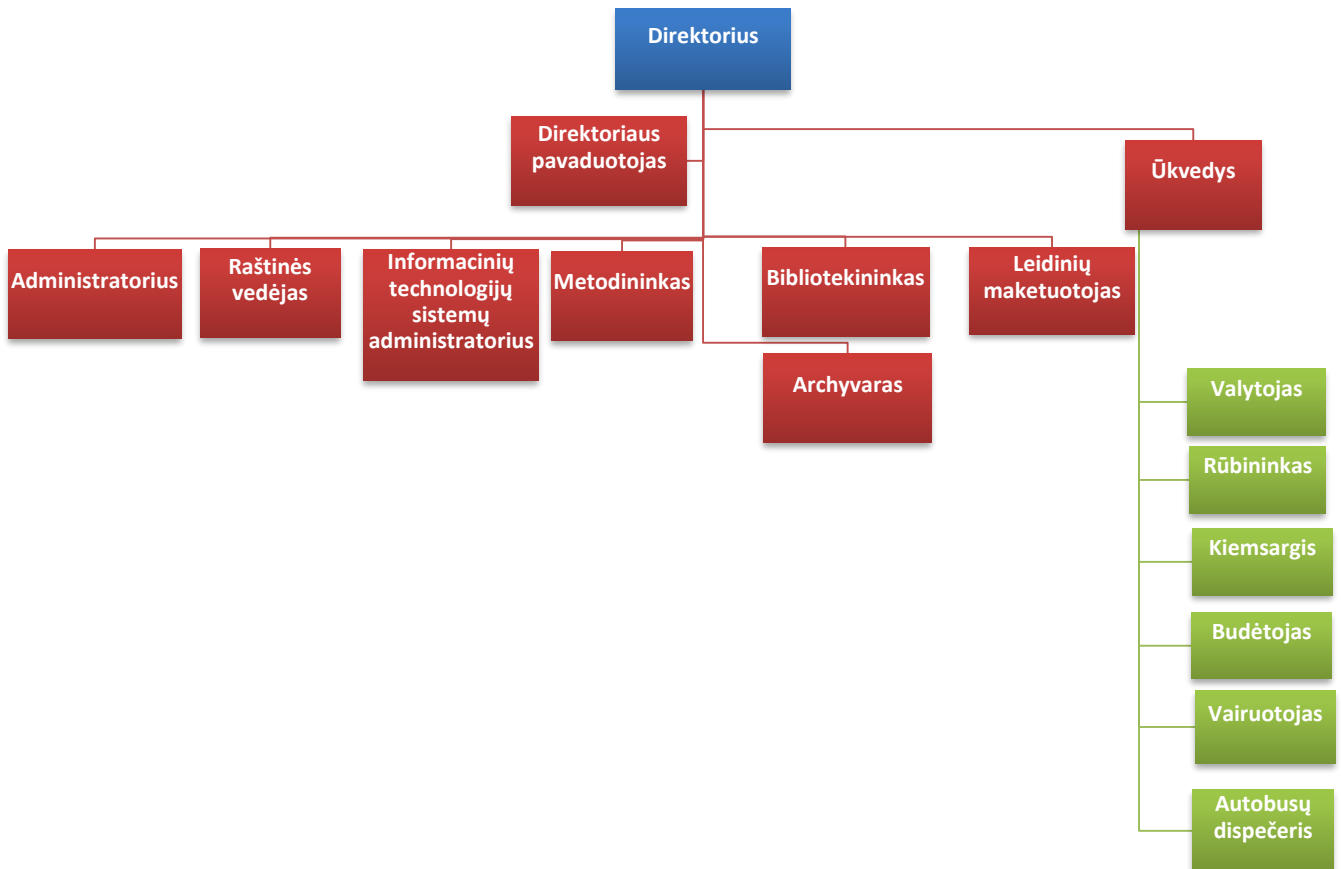 Direktorius
Direktoriaus
pavaduotojas
Ūkvedys
Administratorius
Raštinės
vedėjas
Informacinių
technologijų
sistemų
administratorius
Metodininkas
Bibliotekininkas
Leidinių
maketuotojas
Archyvaras
Valytojas
Rūbininkas
Kiemsargis
Budėtojas
Vairuotojas
Autobusų
dispečeris